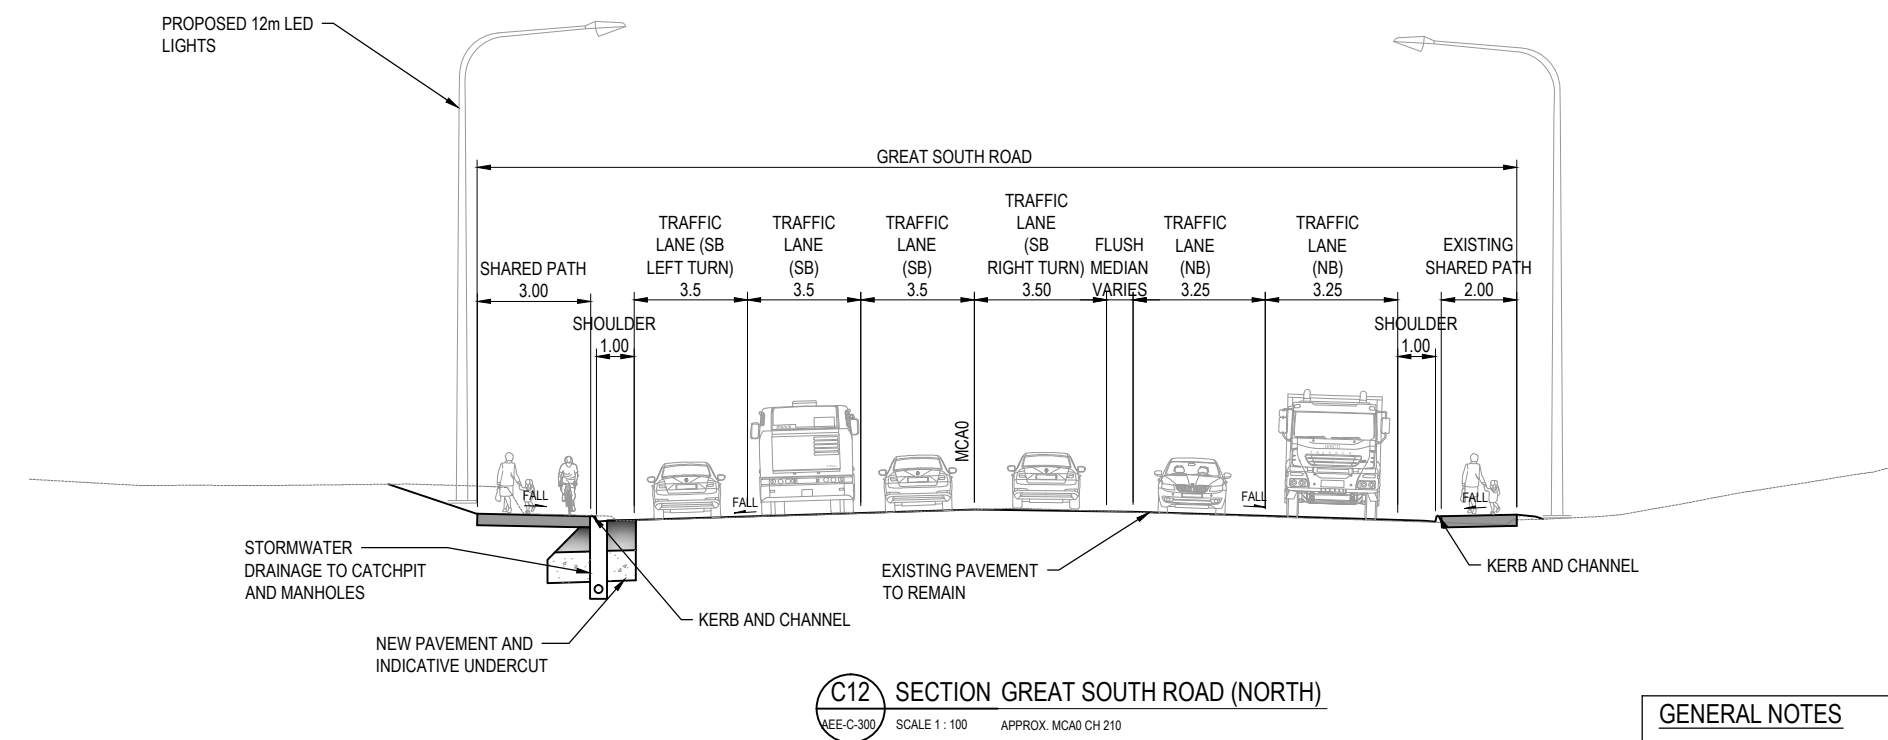 PROPOSED 12m LED
LIGHTS
GREAT SOUTH ROAD
SHARED PATH
3.00
SHOULDER
1.00
TRAFFIC
LANE (SB
LEFT TURN)
3.5
TRAFFIC
LANE
(SB)
3.5
TRAFFIC
LANE
(SB)
3.5
TRAFFIC
LANE
(SB
RIGHT TURN)
3.50
FLUSH
MEDIAN
VARIES
TRAFFIC
LANE
(NB)
3.25
TRAFFIC
LANE
(NB)
3.25
SHOULDER
1.00
EXISTING
SHARED PATH
2.00
MCA0
FALL
FALL
FALL
FALL
STORMWATER
DRAINAGE TO CATCHPIT
AND MANHOLES
NEW PAVEMENT AND
INDICATIVE UNDERCUT
KERB AND CHANNEL
EXISTING PAVEMENT
TO REMAIN
KERB AND CHANNEL
C12
AEE-C-300
SECTION GREAT SOUTH ROAD (NORTH)
SCALE 1 : 100 APPROX. MCA0 CH 210
GENERAL NOTES